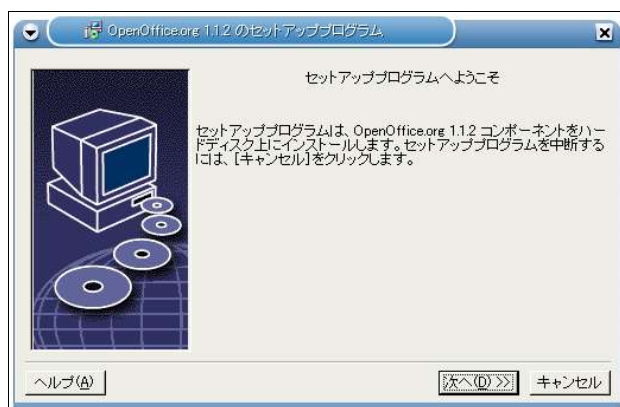 OpenOffice.org 1.1.2 のセットアッププログラム
セットアッププログラムへようこそ
セットアッププログラムは、OpenOffice.org 1.1.2 コンポーネントをハー
ドディスク上にインストールします。セットアッププログラムを中断する
には、[キャンセル]をクリックします。
ヘルプ(A)
次へ(D) >>
キャンセル